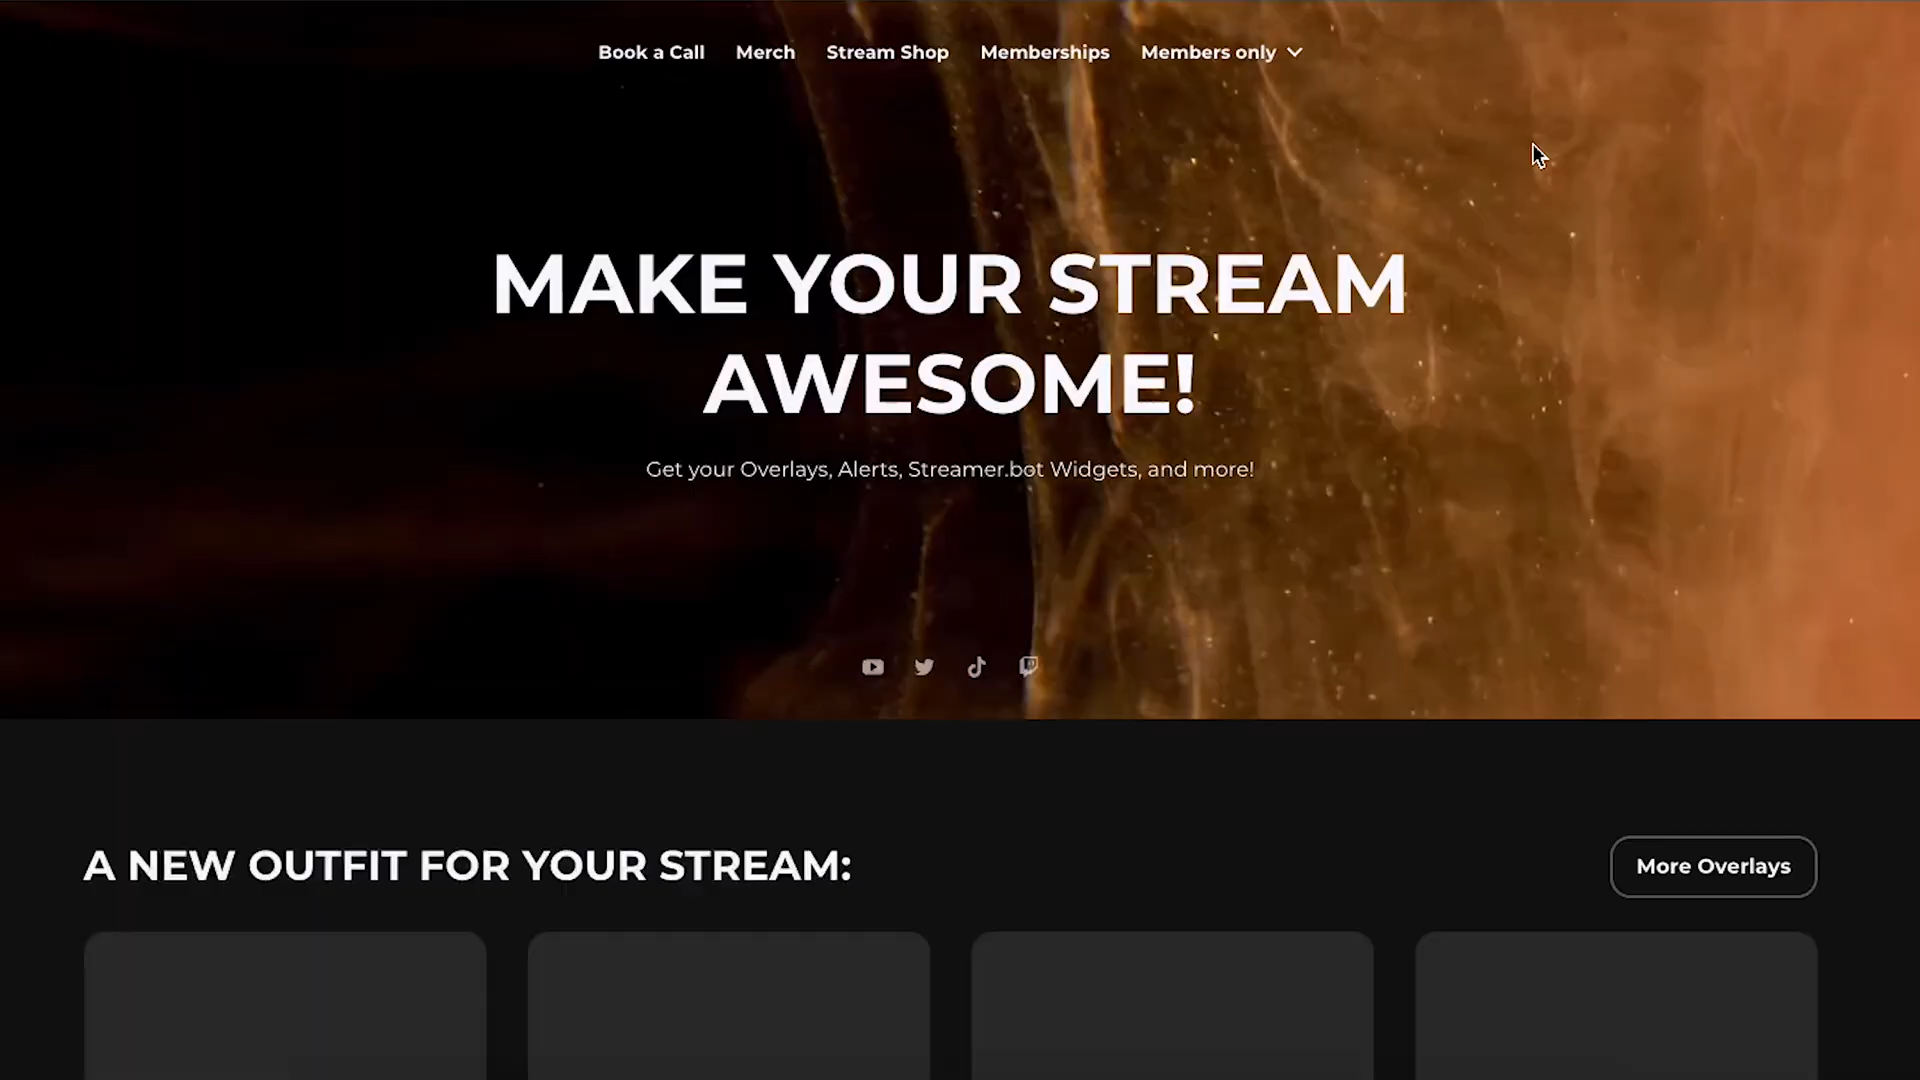 Book a Call Merch Stream Shop Memberships Members only
MAKE YOUR STREAM
AWESOME!
Get your Overlays, Alerts, Streamer.bot Widgets, and more!
A NEW OUTFIT FOR YOUR STREAM:
More Overlays